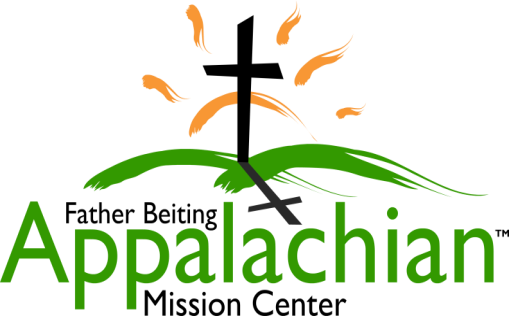 Father Beiting
Appalachian™
Mission Center